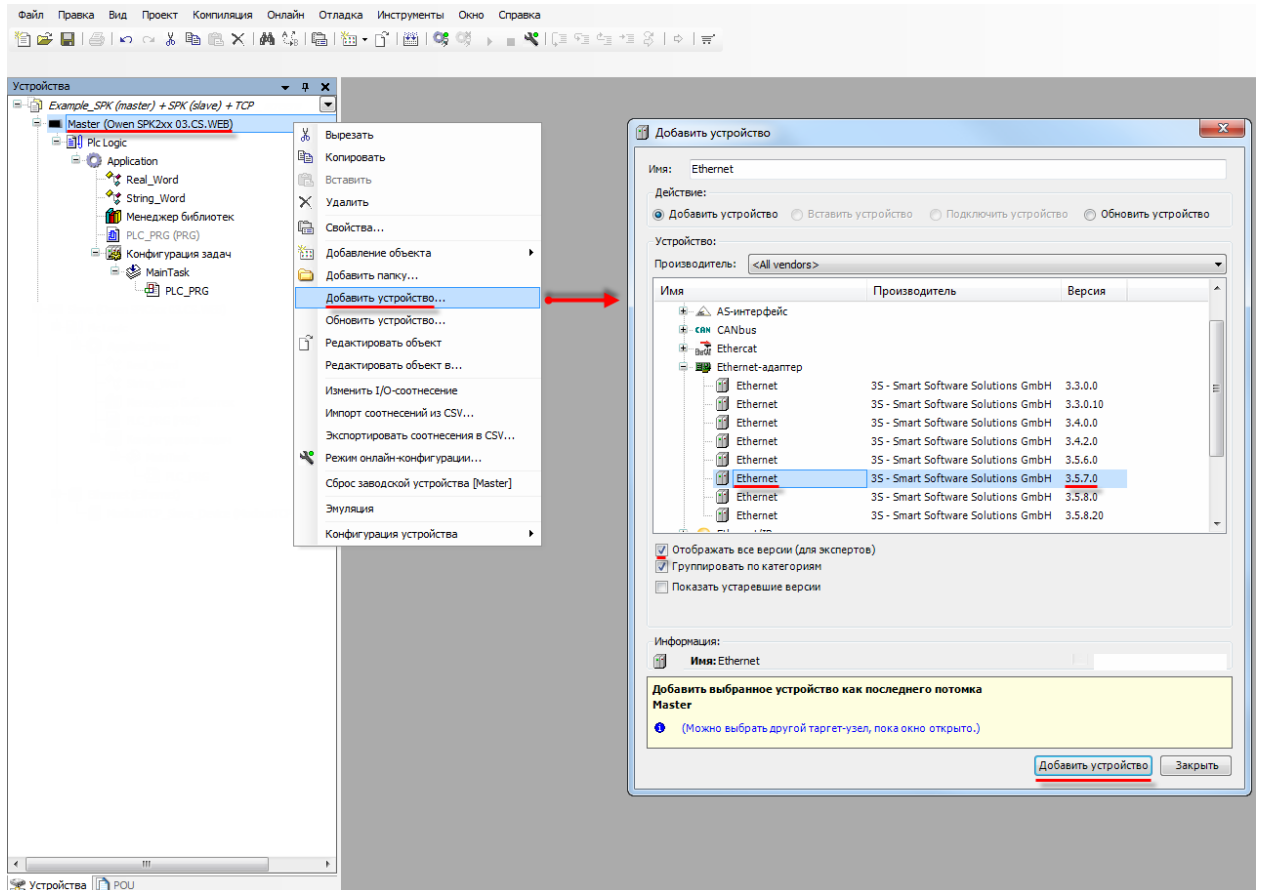 Файл Правка Вид Проект Компиляция Онлайн Отладка Инструменты Окно Справка
Устройства
Example_SPK (master) + SPK (slave) + TCP
Master (Owen SPK2xx 03.CS.WEB)
Plc Logic
Application
Real_Word
String_Word
Менеджер библиотек
PLC_PRG (PRG)
Конфигурация задач
MainTask
PLC_PRG
Устройства POU
Вырезать
Копировать
Вставить
Удалить
Свойства...
Добавление объекта
Добавить папку...
Добавить устройство...
Обновить устройство...
Редактировать объект
Редактировать объект в...
Изменить I/O-соотнесение
Импорт соотнесений из CSV...
Экспортировать соотнесения в CSV...
Режим онлайн-конфигурации...
Сброс заводской устройства [Master]
Эмуляция
Конфигурация устройства
Добавить устройство
Имя: Ethernet
Действие:
Добавить устройство Вставить устройство Подключить устройство Обновить устройство
Устройство:
Производитель: <All vendors>
Имя Производитель Версия
AS-интерфейс
CAN CANbus
Ethercat
Ethernet-адаптер
Ethernet 3S - Smart Software Solutions GmbH 3.3.0.0
Ethernet 3S - Smart Software Solutions GmbH 3.3.0.10
Ethernet 3S - Smart Software Solutions GmbH 3.4.0.0
Ethernet 3S - Smart Software Solutions GmbH 3.4.2.0
Ethernet 3S - Smart Software Solutions GmbH 3.5.6.0
Ethernet 3S - Smart Software Solutions GmbH 3.5.7.0
Ethernet 3S - Smart Software Solutions GmbH 3.5.8.0
Ethernet 3S - Smart Software Solutions GmbH 3.5.8.20
Отображать все версии (для экспертов)
Группировать по категориям
Показать устаревшие версии
Информация:
Имя: Ethernet
Добавить выбранное устройство как последнего потомка
Master
(Можно выбрать другой таргет-узел, пока окно открыто.)
Добавить устройство Закрыть